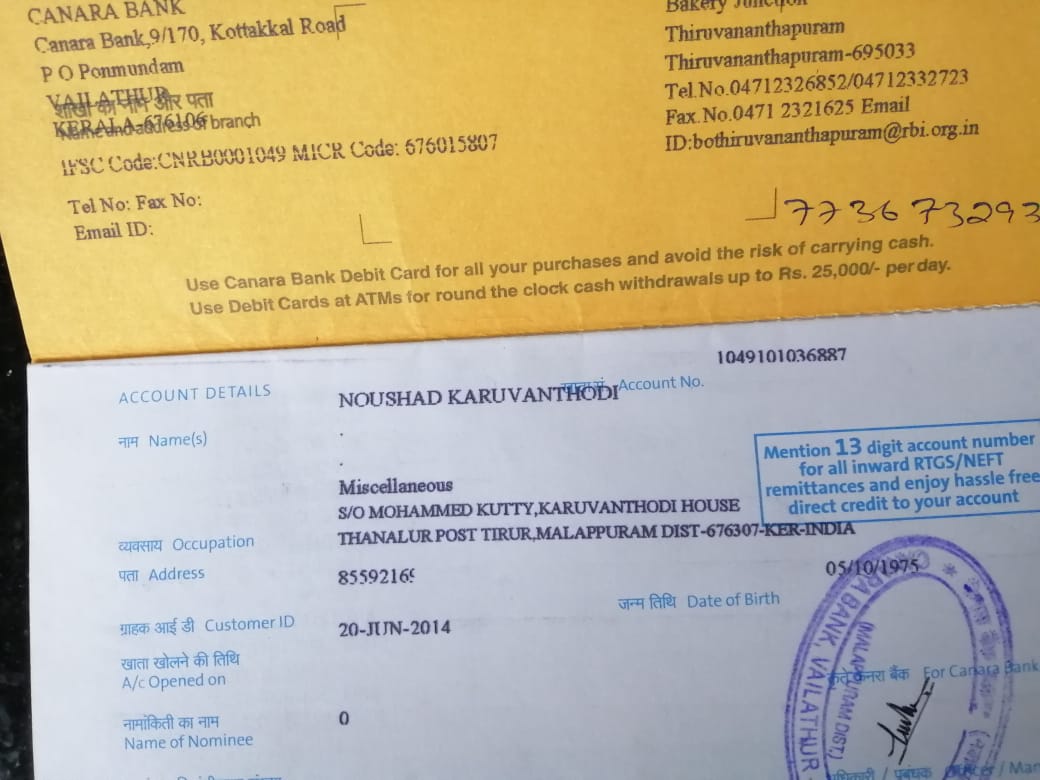 CANARA BANK
Canara Bank,9/170, Kottakkal Road
P O Ponmundam
VAILATHUR
शाखा का नाम और पता
KERALA-676106
Name and address of branch
IFSC Code:CNRB0001049 MICR Code: 676015807
Tel No: Fax No:
Email ID:
Bakery Junction
Thiruvananthapuram
Thiruvananthapuram-695033
Tel.No.04712326852/04712332723
Fax.No.0471 2321625 Email
ID:bothiruvananthapuram@rbi.org.in
7736673293
Use Canara Bank Debit Card for all your purchases and avoid the risk of carrying cash.
Use Debit Cards at ATMs for round the clock cash withdrawals up to Rs. 25,000/- per day.
1049101036887
ACCOUNT DETAILS
NOUSHAD KARUVANTHODI
Account No.
नाम Name(s)
.
.
Mention 13 digit account number
for all inward RTGS/NEFT
remittances and enjoy hassle free
direct credit to your account
Miscellaneous
S/O MOHAMMED KUTTY,KARUVANTHODI HOUSE
व्यवसाय Occupation
THANALUR POST TIRUR,MALAPPURAM DIST-676307-KER-INDIA
पता Address
8559216
05/10/1975
जन्म तिथि Date of Birth
ग्राहक आई डी Customer ID
20-JUN-2014
खाता खोलने की तिथि
A/c Opened on
कृते केनरा बैंक For Canara Bank
नामांकिती का नाम
0
Name of Nominee
CANARA BANK, VAILATHUR
(MALAPPURAM DIST.)